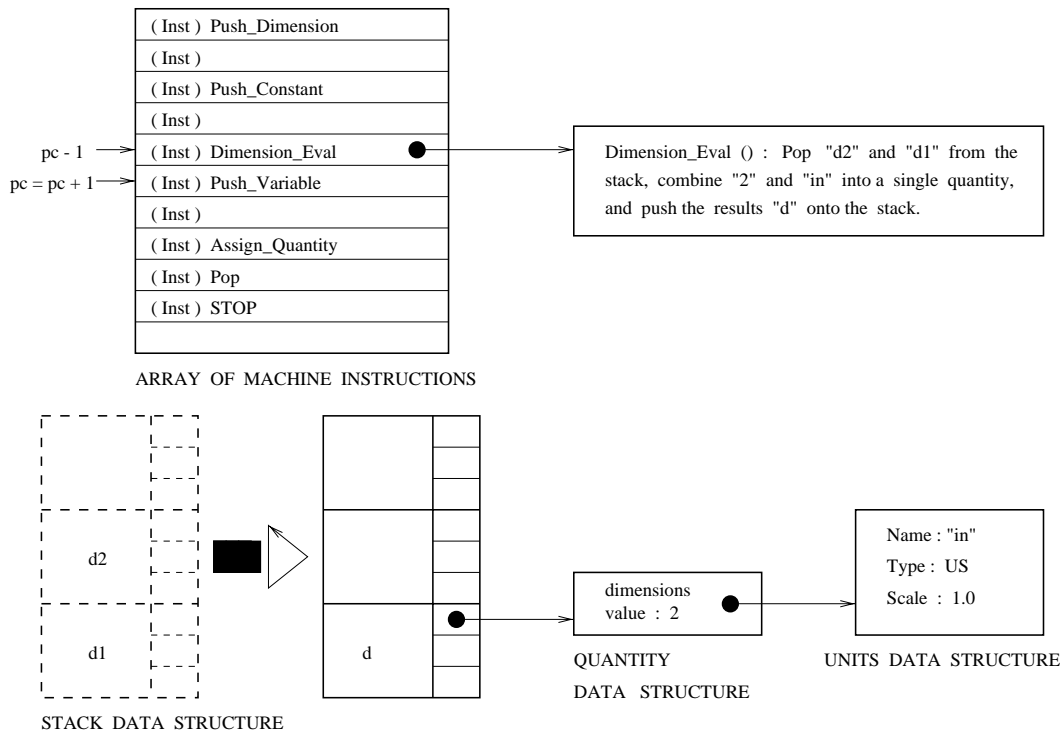 ( Inst ) Push_Dimension
( Inst )
( Inst ) Push_Constant
( Inst )
pc - 1
( Inst ) Dimension_Eval
pc = pc + 1
( Inst ) Push_Variable
( Inst )
( Inst ) Assign_Quantity
( Inst ) Pop
( Inst ) STOP
Dimension_Eval () : Pop "d2" and "d1" from the
stack, combine "2" and "in" into a single quantity,
and push the results "d" onto the stack.
ARRAY OF MACHINE INSTRUCTIONS
d2
d1
d
dimensions
value : 2
Name : "in"
Type : US
Scale : 1.0
QUANTITY
DATA STRUCTURE
UNITS DATA STRUCTURE
STACK DATA STRUCTURE